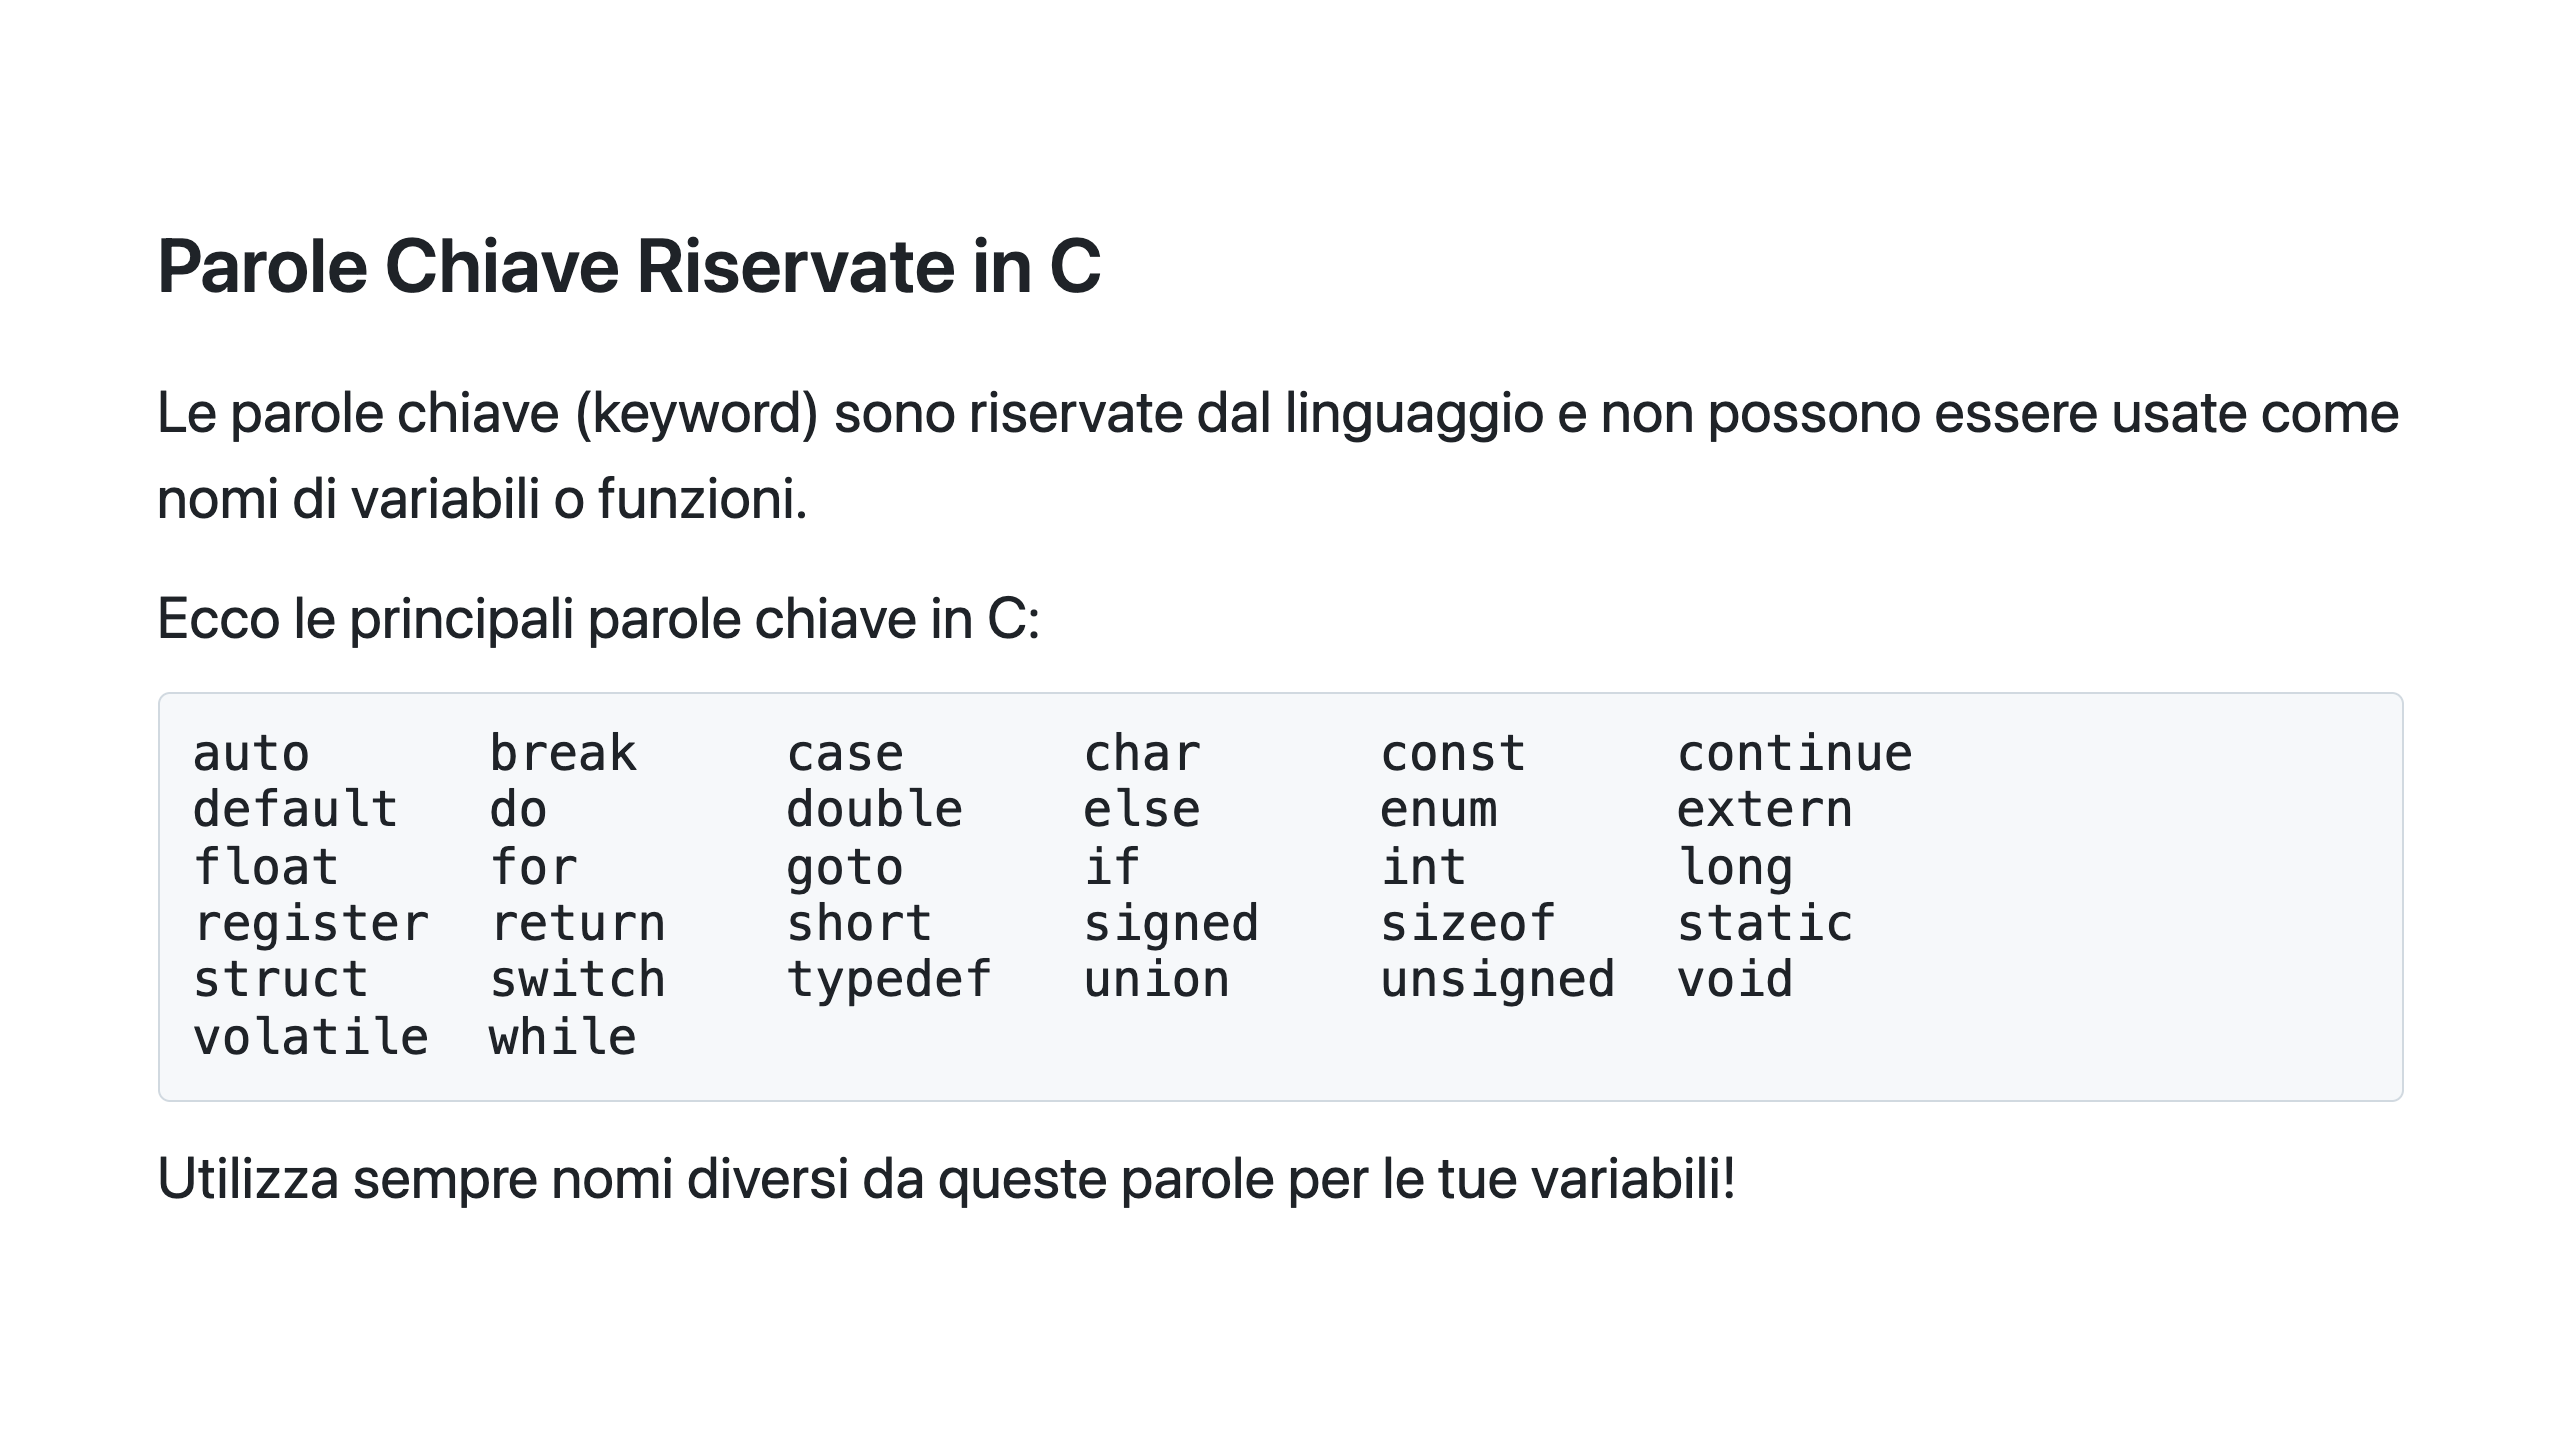 Parole Chiave Riservate in C
Le parole chiave (keyword) sono riservate dal linguaggio e non possono essere usate come
nomi di variabili o funzioni.
Ecco le principali parole chiave in C:
auto      break     case      char      const     continue
default   do        double    else      enum      extern
float     for       goto      if        int       long
register  return    short     signed    sizeof    static
struct    switch    typedef   union     unsigned  void
volatile  while
Utilizza sempre nomi diversi da queste parole per le tue variabili!